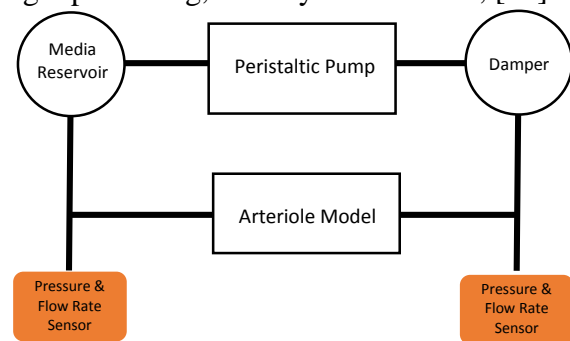 Media
Reservoir
Peristaltic Pump
Damper
Arteriole Model
Pressure &
Flow Rate
Sensor
Pressure &
Flow Rate
Sensor